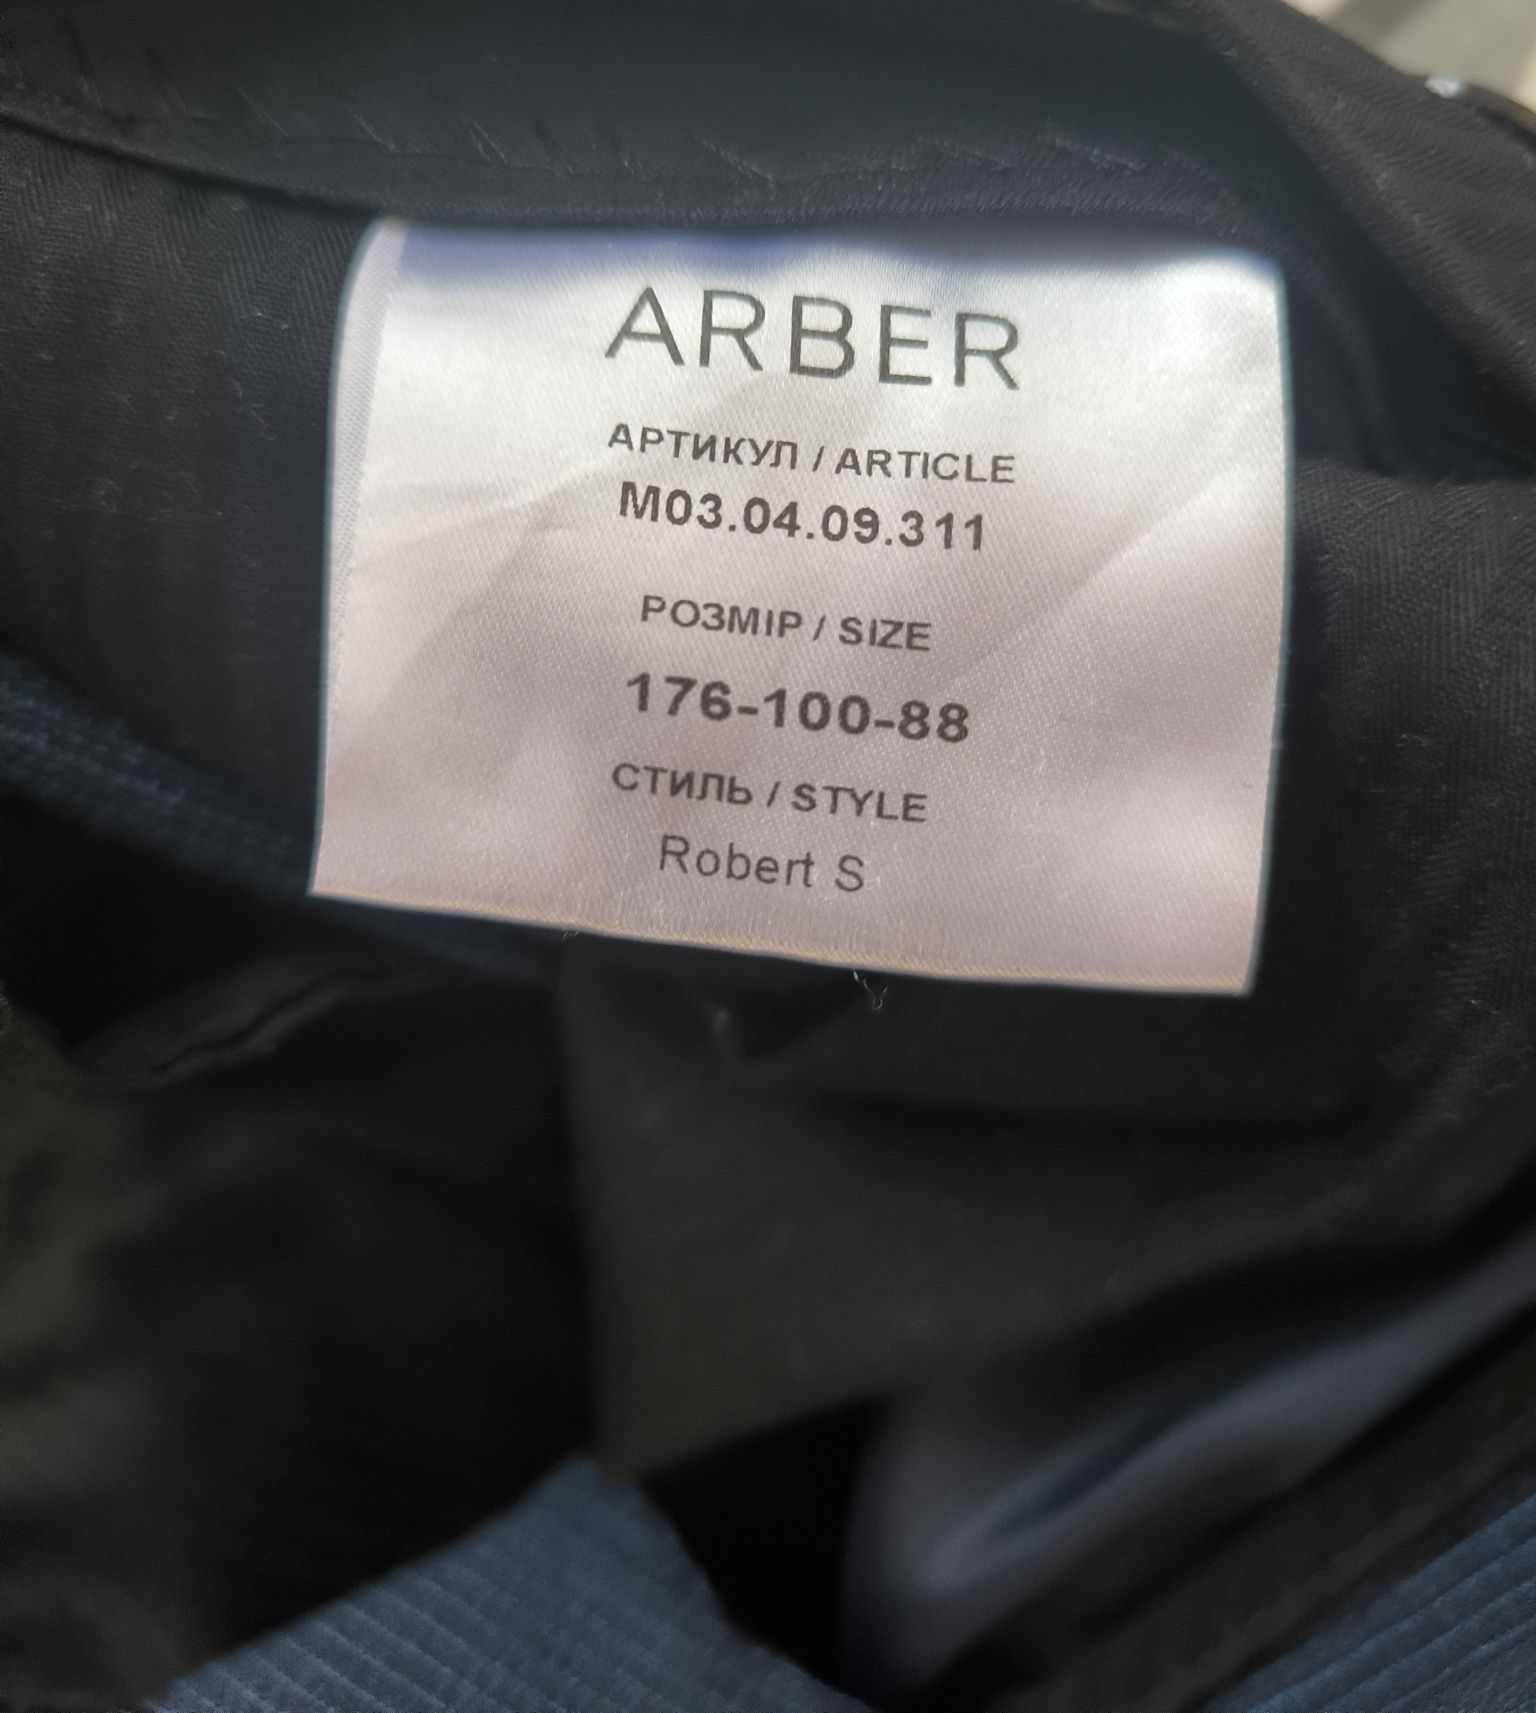 ARBER
АРТИКУЛ / ARTICLE
M03.04.09.311
РОЗМІР / SIZE
176-100-88
СТИЛЬ / STYLE
Robert S